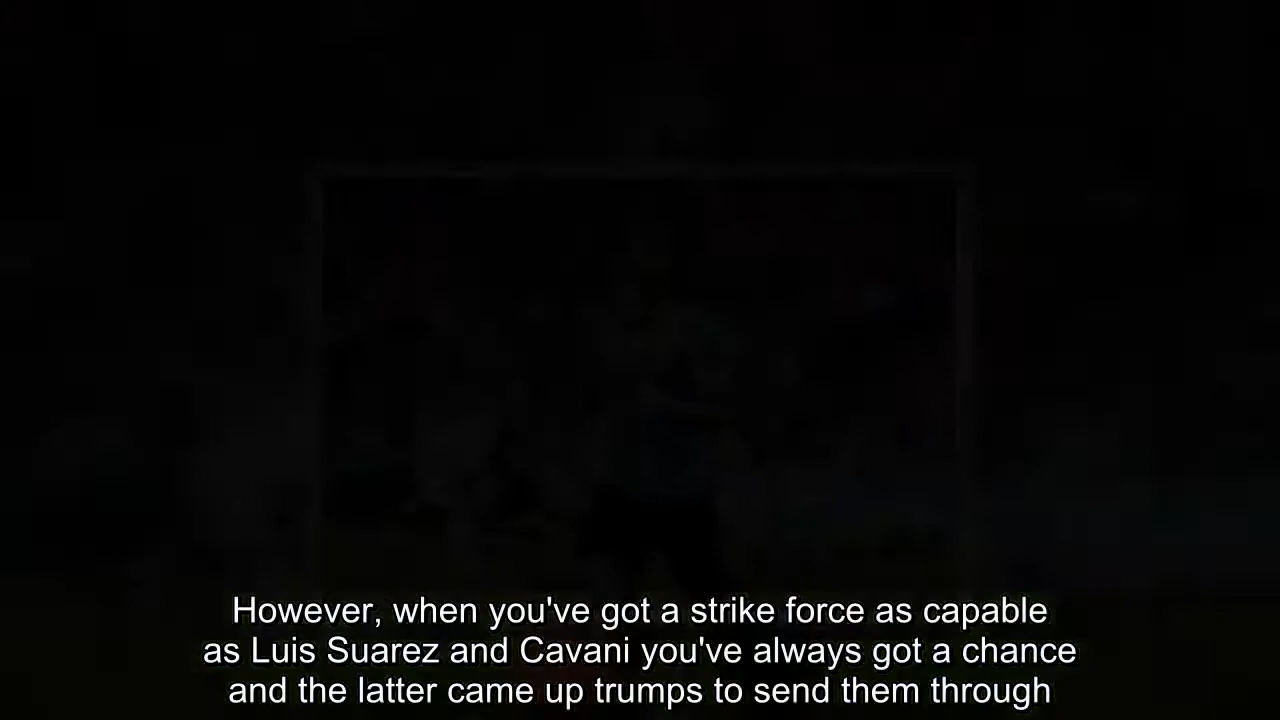 However, when you've got a strike force as capable
as Luis Suarez and Cavani you've always got a chance
and the latter came up trumps to send them through